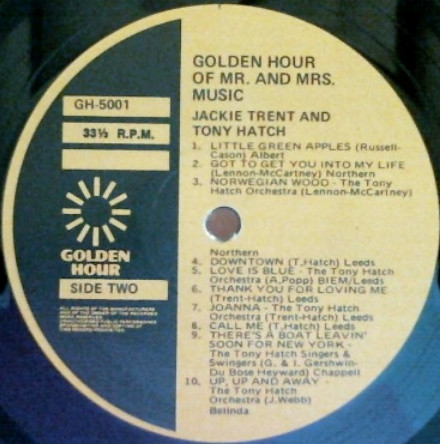 GOLDEN HOUR
OF MR. AND MRS.
MUSIC
JACKIE TRENT AND
TONY HATCH
GH-5001
33⅓ R.P.M.
GOLDEN
HOUR
SIDE TWO
1. LITTLE GREEN APPLES (Russell-
Cason) Albert
2. GOT TO GET YOU INTO MY LIFE
(Lennon-McCartney) Northern
3. NORWEGIAN WOOD - The Tony
Hatch Orchestra (Lennon-McCartney)
Northern
4. DOWNTOWN (T.Hatch) Leeds
5. LOVE IS BLUE - The Tony Hatch
Orchestra (A.Popp) BIEM/Leeds
6. THANK YOU FOR LOVING ME
(Trent-Hatch) Leeds
7. JOANNA - The Tony Hatch
Orchestra (Trent-Hatch) Leeds
8. CALL ME (T.Hatch) Leeds
9. THERE'S A BOAT LEAVIN'
SOON FOR NEW YORK -
The Tony Hatch Singers &
Swingers (G. & I. Gershwin-
Du Bose Heyward) Chappell
10. UP, UP AND AWAY -
The Tony Hatch
Orchestra (J.Webb)
Belinda